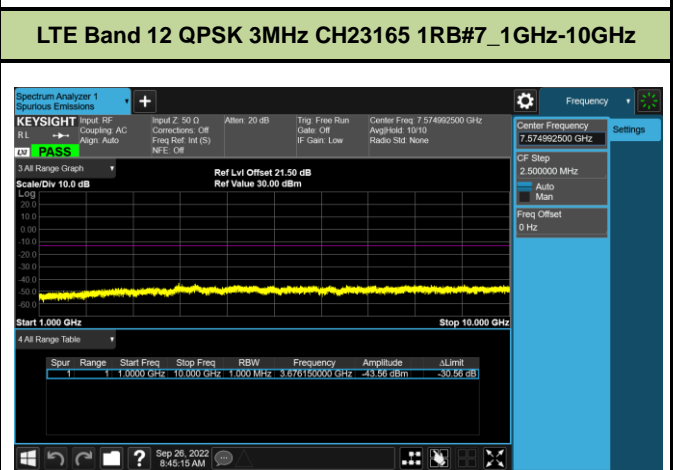 LTE Band 12 QPSK 3MHz CH23165 1RB#7_1GHz-10GHz
Spectrum Analyzer 1
Spurious Emissions
+
Frequency
KEYSIGHT Input: RF Input Z: 50 Ω Atten: 20 dB Trig: Free Run Center Freq: 7.574992500 GHz
RL Coupling: AC Corrections: Off Gate: Off Avg|Hold: 10/10
Align: Auto Freq Ref: Int (S) IF Gain: Low Radio Std: None
NFE: Off
LXI PASS
Center Frequency
7.574992500 GHz
Settings
CF Step
2.500000 MHz
Auto
Man
Freq Offset
0 Hz
3 All Range Graph
Ref Lvl Offset 21.50 dB
Scale/Div 10.0 dB Ref Value 30.00 dBm
Log
20.0
10.0
0.00
-10.0
-20.0
-30.0
-40.0
-50.0
-60.0
Start 1.000 GHz Stop 10.000 GHz
4 All Range Table
Spur Range Start Freq Stop Freq RBW Frequency Amplitude ΔLimit
1 1 1.0000 GHz 10.000 GHz 1.000 MHz 3.676150000 GHz -43.56 dBm -30.56 dB
?
Sep 26, 2022
8:45:15 AM